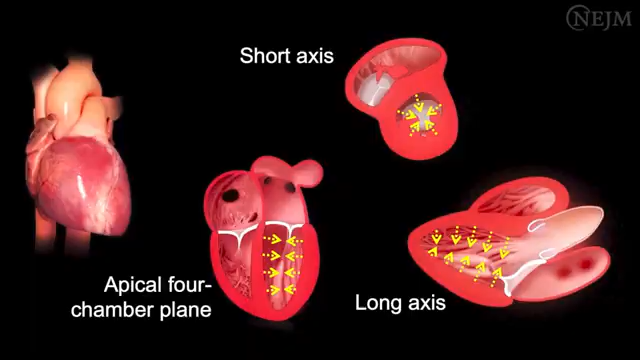 NEJM
Short axis
Apical four-
chamber plane
Long axis